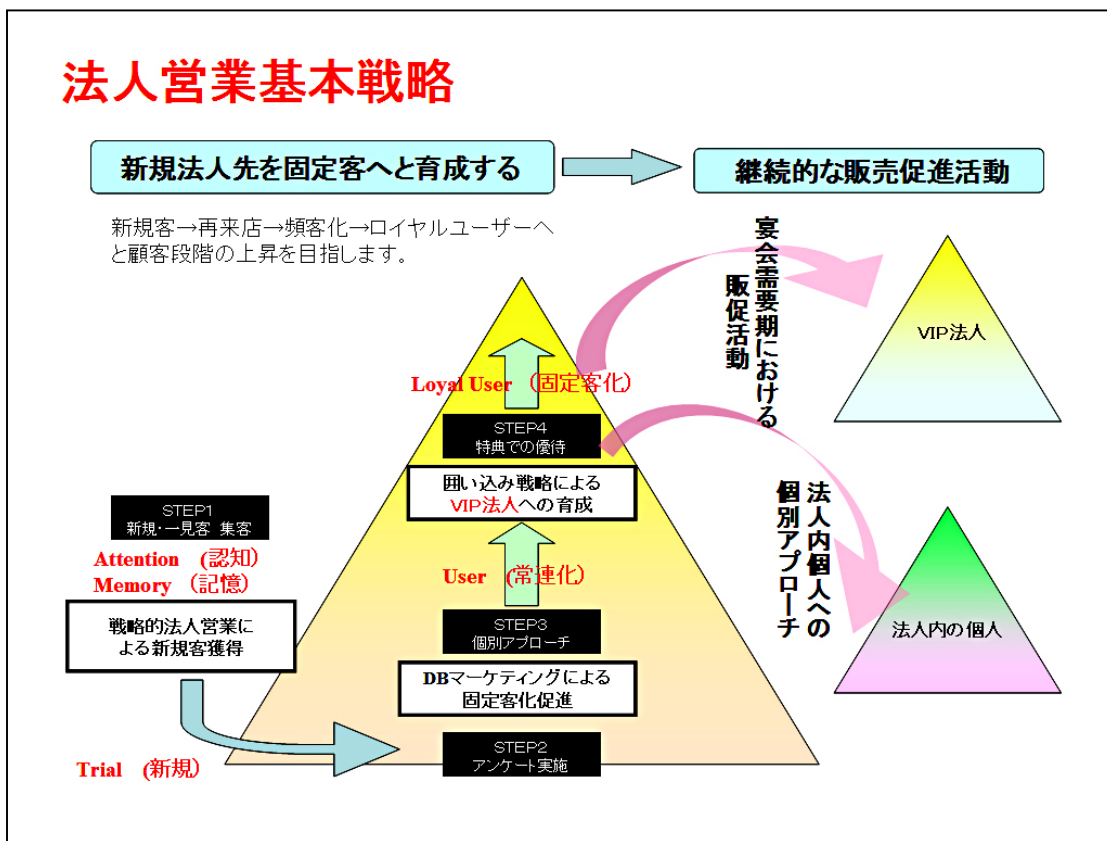 法人営業基本戦略
新規法人先を固定客へと育成する
継続的な販売促進活動
新規客→再来店→頻客化→ロイヤルユーザーへ
と顧客段階の上昇を目指します。
宴会需要期における
販促活動
VIP法人
Loyal User (固定客化)
STEP4
特典での優待
囲い込み戦略による
VIP法人への育成
STEP1
新規・一見客 集客
Attention (認知)
Memory (記憶)
戦略的法人営業に
よる新規客獲得
User (常連化)
STEP3
個別アプローチ
DBマーケティングによる
固定客化促進
法人内個人への
個別アプローチ
法人内の個人
STEP2
アンケート実施
Trial (新規)